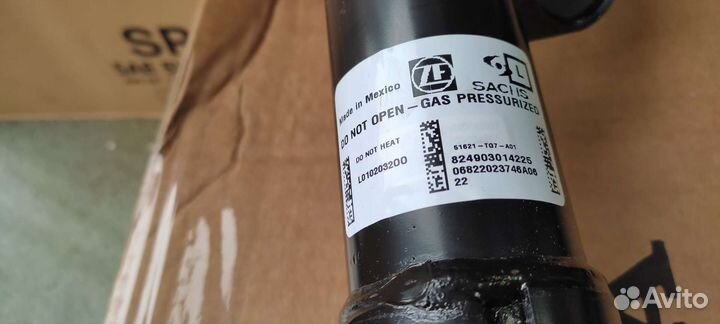 SP
Made in Mexico
ZF
SACHS
DO NOT OPEN – GAS PRESSURIZED
DO NOT HEAT
L010203200
51621-TG7-A01
824903014225
06822023746A06
22
Avito